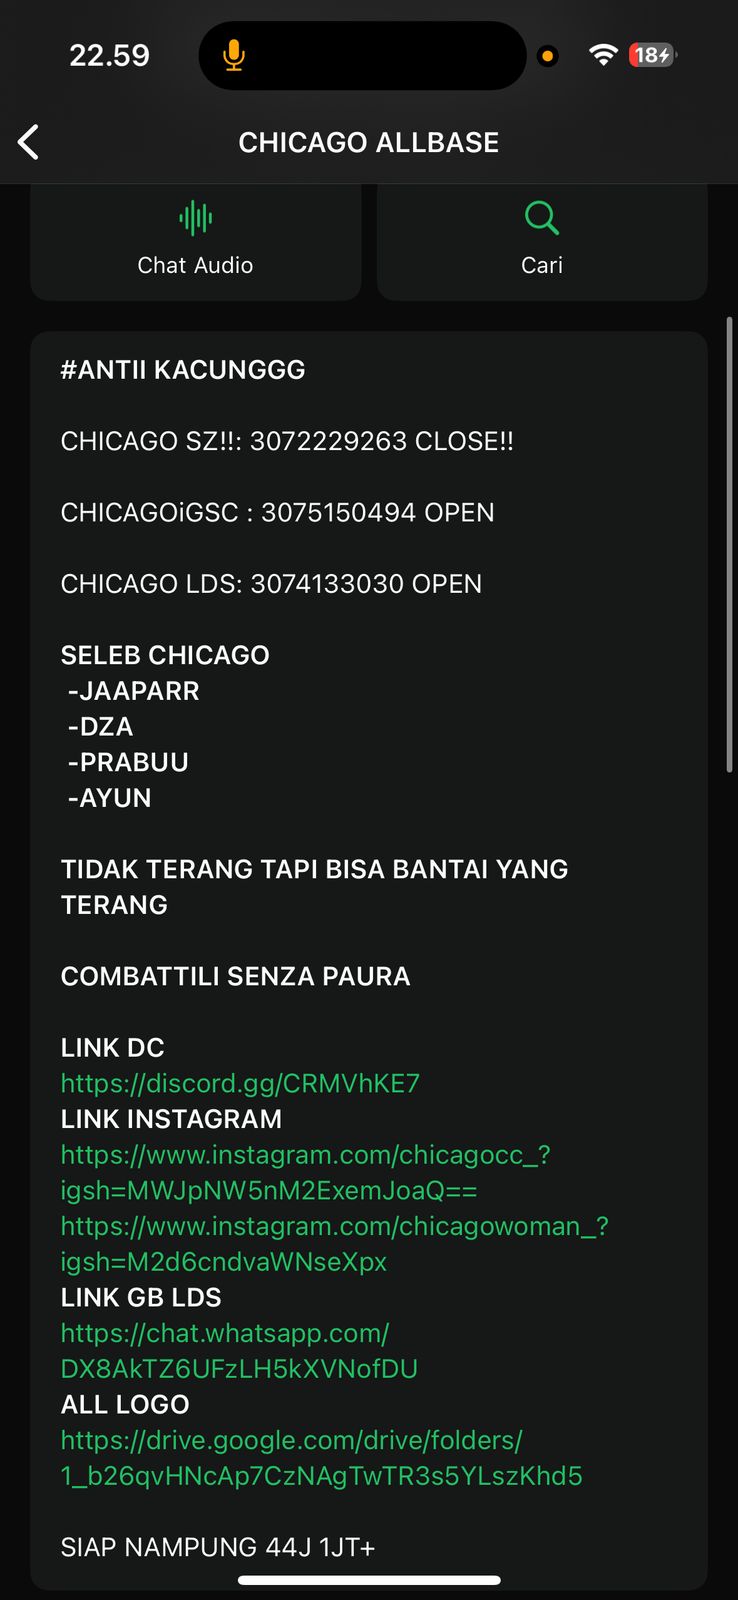 22.59
18
CHICAGO ALLBASE
Chat Audio
Cari
#ANTII KACUNGGG
CHICAGO SZ!!: 3072229263 CLOSE!!
CHICAGOiGSC : 3075150494 OPEN
CHICAGO LDS: 3074133030 OPEN
SELEB CHICAGO
-JAAPARR
-DZA
-PRABUU
-AYUN
TIDAK TERANG TAPI BISA BANTAI YANG
TERANG
COMBATTILI SENZA PAURA
LINK DC
https://discord.gg/CRMVhKE7
LINK INSTAGRAM
https://www.instagram.com/chicagocc_?
igsh=MWJpNW5nM2ExemJoaQ==
https://www.instagram.com/chicagowoman_?
igsh=M2d6cndvaWNseXpx
LINK GB LDS
https://chat.whatsapp.com/
DX8AkTZ6UFzLH5kXVNofDU
ALL LOGO
https://drive.google.com/drive/folders/
1_b26qvHNcAp7CzNAgTwTR3s5YLszKhd5
SIAP NAMPUNG 44J 1JT+